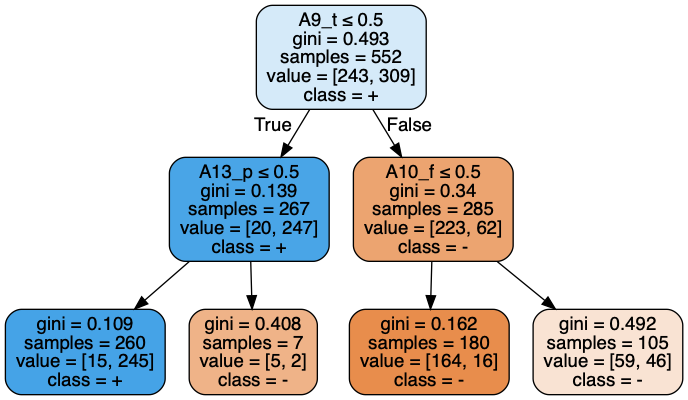 A9_t ≤ 0.5
gini = 0.493
samples = 552
value = [243, 309]
class = +
True
False
A13_p ≤ 0.5
gini = 0.139
samples = 267
value = [20, 247]
class = +
A10_f ≤ 0.5
gini = 0.34
samples = 285
value = [223, 62]
class = -
gini = 0.109
samples = 260
value = [15, 245]
class = +
gini = 0.408
samples = 7
value = [5, 2]
class = -
gini = 0.162
samples = 180
value = [164, 16]
class = -
gini = 0.492
samples = 105
value = [59, 46]
class = -